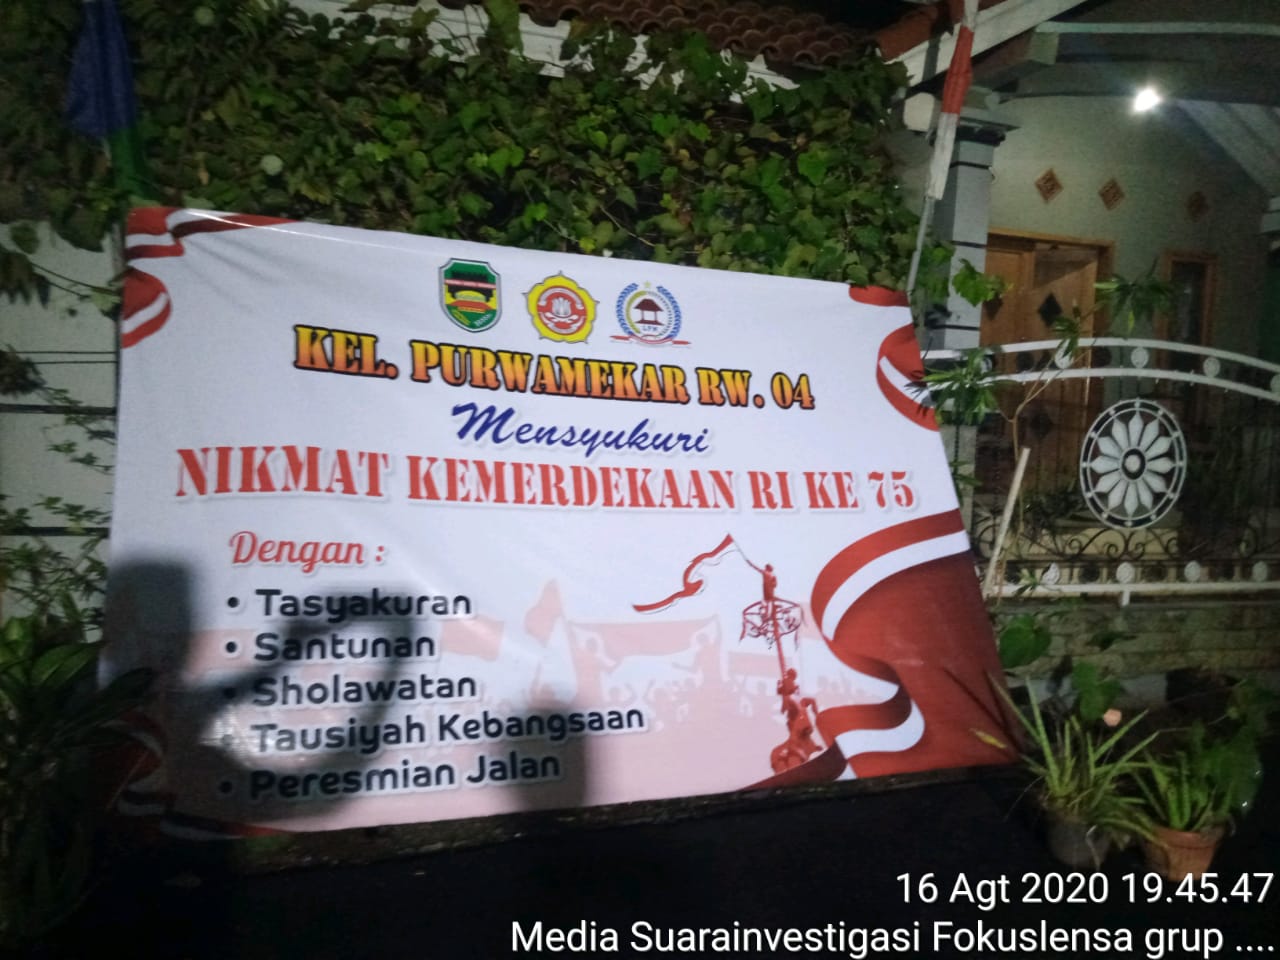 LPM
KEL. PURWAMEKAR RW. 04
Mensyukuri
NIKMAT KEMERDEKAAN RI KE 75
Dengan :
• Tasyakuran
• Santunan
• Sholawatan
• Tausiyah Kebangsaan
• Peresmian Jalan
16 Agt 2020 19.45.47
Media Suarainvestigasi Fokuslensa grup ....